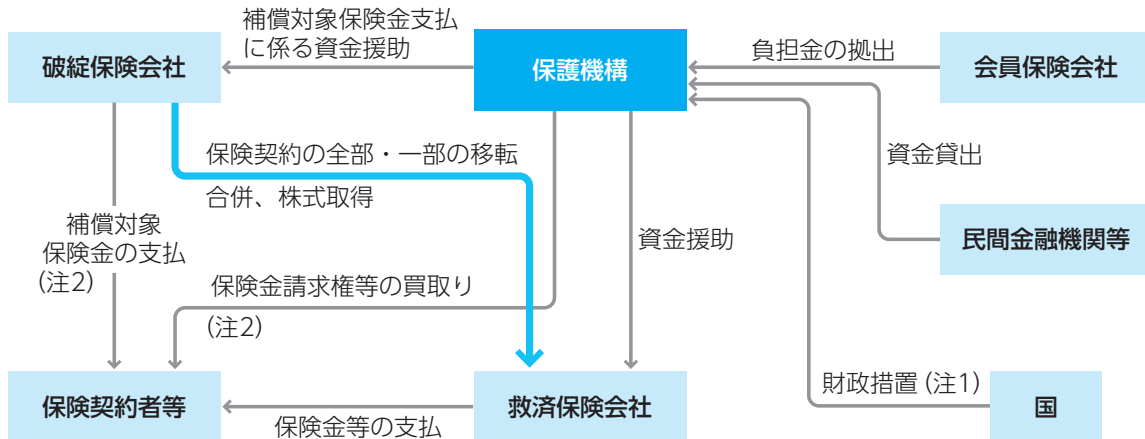 補償対象保険金支払
に係る資金援助
破綻保険会社
保護機構
負担金の拠出
会員保険会社
保険契約の全部・一部の移転
合併、株式取得
資金貸出
補償対象
保険金の支払
(注2)
資金援助
民間金融機関等
保険金請求権等の買取り
(注2)
財政措置 (注1)
保険契約者等
保険金等の支払
救済保険会社
国